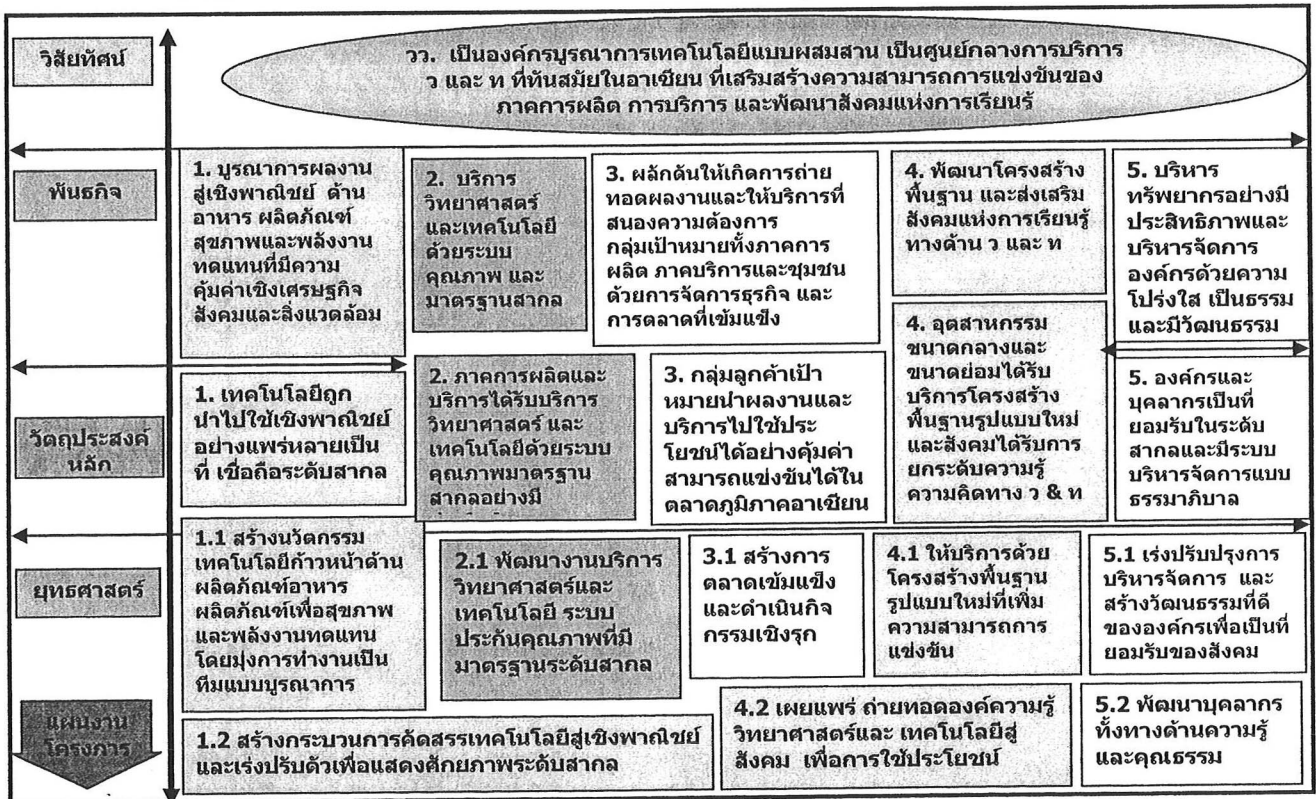 วิสัยทัศน์
วว. เป็นองค์กรบูรณาการเทคโนโลยีแบบผสมสาน เป็นศูนย์กลางการบริการ
ว และ ท ที่ทันสมัยในอาเซียน ที่เสริมสร้างความสามารถการแข่งขันของ
ภาคการผลิต การบริการ และพัฒนาสังคมแห่งการเรียนรู้
พันธกิจ
1. บูรณาการผลงาน
สู่เชิงพาณิชย์ ด้าน
อาหาร ผลิตภัณฑ์
สุขภาพและพลังงาน
ทดแทนที่มีความ
คุ้มค่าเชิงเศรษฐกิจ
สังคมและสิ่งแวดล้อม
2. บริการ
วิทยาศาสตร์
และเทคโนโลยี
ด้วยระบบ
คุณภาพ และ
มาตรฐานสากล
3. ผลักดันให้เกิดการถ่าย
ทอดผลงานและให้บริการที่
สนองความต้องการ
กลุ่มเป้าหมายทั้งภาคการ
ผลิต ภาคบริการและชุมชน
ด้วยการจัดการธุรกิจ และ
การตลาดที่เข้มแข็ง
4. พัฒนาโครงสร้าง
พื้นฐาน และส่งเสริม
สังคมแห่งการเรียนรู้
ทางด้าน ว และ ท
5. บริหาร
ทรัพยากรอย่างมี
ประสิทธิภาพและ
บริหารจัดการ
องค์กรด้วยความ
โปร่งใส เป็นธรรม
และมีวัฒนธรรม
วัตถุประสงค์
หลัก
1. เทคโนโลยีถูก
นำไปใช้เชิงพาณิชย์
อย่างแพร่หลายเป็น
ที่ เชื่อถือระดับสากล
2. ภาคการผลิตและ
บริการได้รับบริการ
วิทยาศาสตร์ และ
เทคโนโลยีด้วยระบบ
คุณภาพมาตรฐาน
สากลอย่างมี
3. กลุ่มลูกค้าเป้า
หมายนำผลงานและ
บริการไปใช้ประ
โยชน์ได้อย่างคุ้มค่า
สามารถแข่งขันได้ใน
ตลาดภูมิภาคอาเซียน
4. อุตสาหกรรม
ขนาดกลางและ
ขนาดย่อมได้รับ
บริการโครงสร้าง
พื้นฐานรูปแบบใหม่
และสังคมได้รับการ
ยกระดับความรู้
ความคิดทาง ว & ท
5. องค์กรและ
บุคลากรเป็นที่
ยอมรับในระดับ
สากลและมีระบบ
บริหารจัดการแบบ
ธรรมาภิบาล
ยุทธศาสตร์
1.1 สร้างนวัตกรรม
เทคโนโลยีก้าวหน้าด้าน
ผลิตภัณฑ์อาหาร
ผลิตภัณฑ์เพื่อสุขภาพ
และพลังงานทดแทน
โดยมุ่งการทำงานเป็น
ทีมแบบบูรณาการ
2.1 พัฒนางานบริการ
วิทยาศาสตร์และ
เทคโนโลยี ระบบ
ประกันคุณภาพที่มี
มาตรฐานระดับสากล
3.1 สร้างการ
ตลาดเข้มแข็ง
และดำเนินกิจ
กรรมเชิงรุก
4.1 ให้บริการด้วย
โครงสร้างพื้นฐาน
รูปแบบใหม่ที่เพิ่ม
ความสามารถการ
แข่งขัน
5.1 เร่งปรับปรุงการ
บริหารจัดการ และ
สร้างวัฒนธรรมที่ดี
ขององค์กรเพื่อเป็นที่
ยอมรับของสังคม
แผนงาน
โครงการ
1.2 สร้างกระบวนการคัดสรรเทคโนโลยีสู่เชิงพาณิชย์
และเร่งปรับตัวเพื่อแสดงศักยภาพระดับสากล
4.2 เผยแพร่ ถ่ายทอดองค์ความรู้
วิทยาศาสตร์และ เทคโนโลยีสู่
สังคม เพื่อการใช้ประโยชน์
5.2 พัฒนาบุคลากร
ทั้งทางด้านความรู้
และคุณธรรม